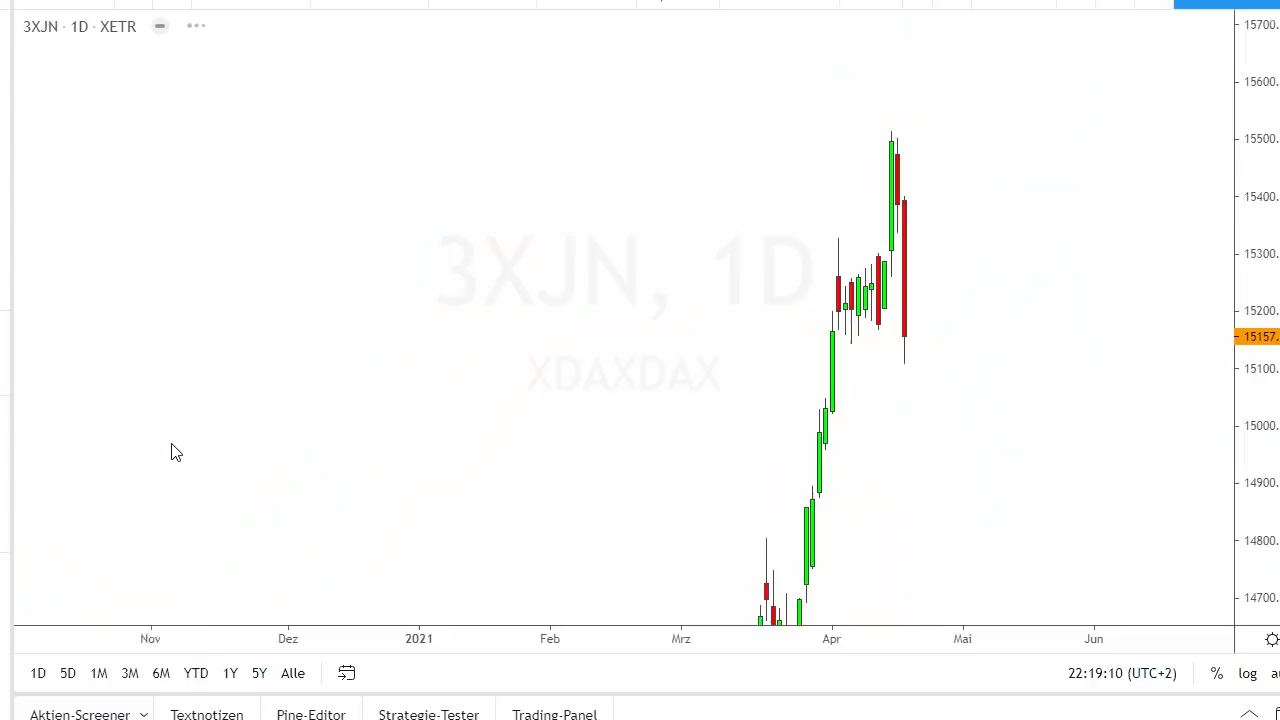 3XJN · 1D · XETR
3XJN, 1D
XDAXDAX
15700.
15600.
15500.
15400.
15300.
15200.
15157.
15100.
15000.
14900.
14800.
14700.
Nov Dez 2021 Feb Mrz Apr Mai Jun
1D 5D 1M 3M 6M YTD 1Y 5Y Alle 22:19:10 (UTC+2) % log
Aktien-Screener Textnotizen Pine-Editor Strategie-Tester Trading-Panel